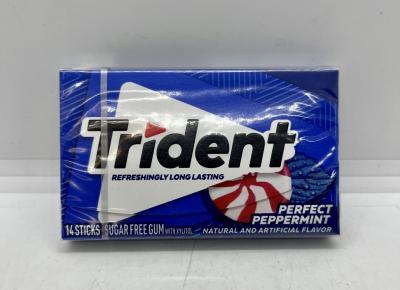 Trident
REFRESHINGLY LONG LASTING
PERFECT
PEPPERMINT
14 STICKS SUGAR FREE GUM WITH XYLITOL
NATURAL AND ARTIFICIAL FLAVOR